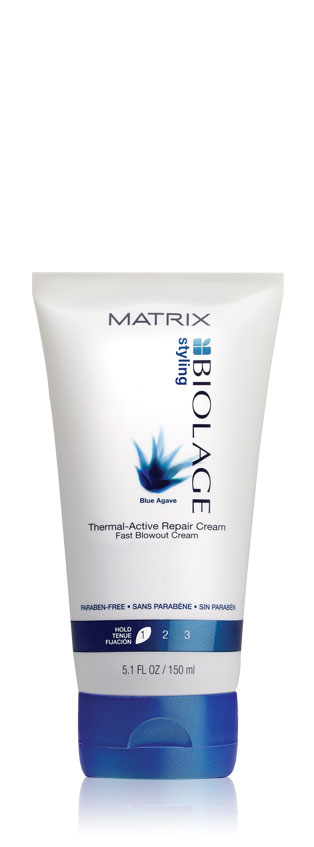 MATRIX
BIOLAGE
styling
Blue Agave
Thermal-Active Repair Cream
Fast Blowout Cream
PARABEN-FREE • SANS PARABÈNE • SIN PARABÉN
HOLD
TENUE
FIJACIÓN
1 2 3
5.1 FL OZ / 150 ml